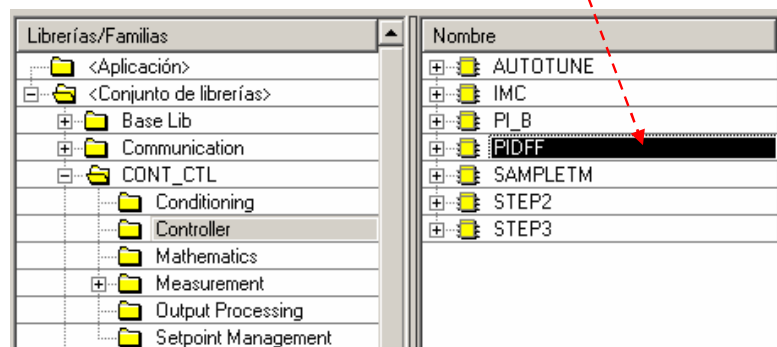 Librerías/Familias
<Aplicación>
<Conjunto de librerías>
Base Lib
Communication
CONT_CTL
Conditioning
Controller
Mathematics
Measurement
Output Processing
Setpoint Management
Nombre
AUTOTUNE
IMC
PI_B
PIDFF
SAMPLETM
STEP2
STEP3